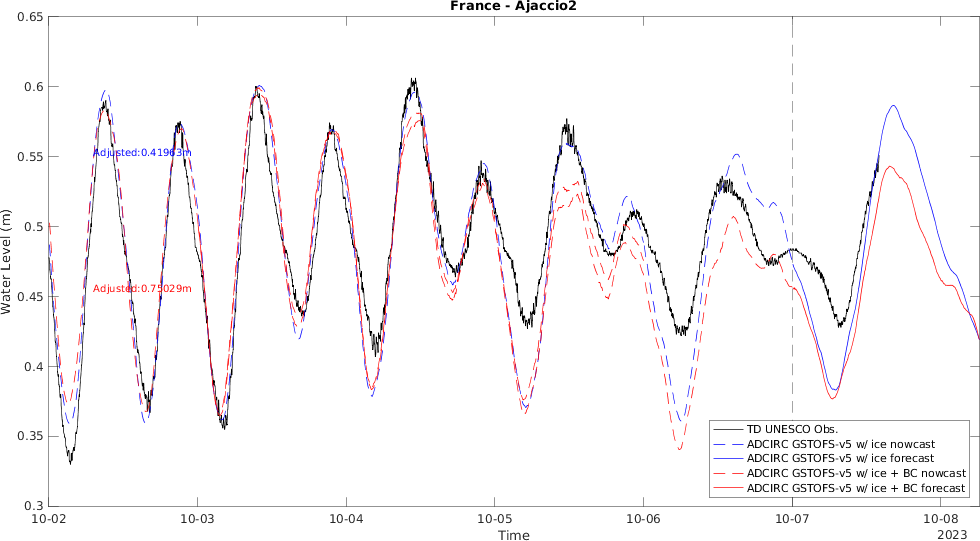 France - Ajaccio2
0.65
0.6
0.55
0.5
0.45
0.4
0.35
0.3
Water Level (m)
Adjusted:0.41963m
Adjusted:0.75029m
TD UNESCO Obs.
ADCIRC GSTOFS-v5 w/ ice nowcast
ADCIRC GSTOFS-v5 w/ ice forecast
ADCIRC GSTOFS-v5 w/ ice + BC nowcast
ADCIRC GSTOFS-v5 w/ ice + BC forecast
10-02
10-03
10-04
10-05
10-06
10-07
10-08
Time
2023